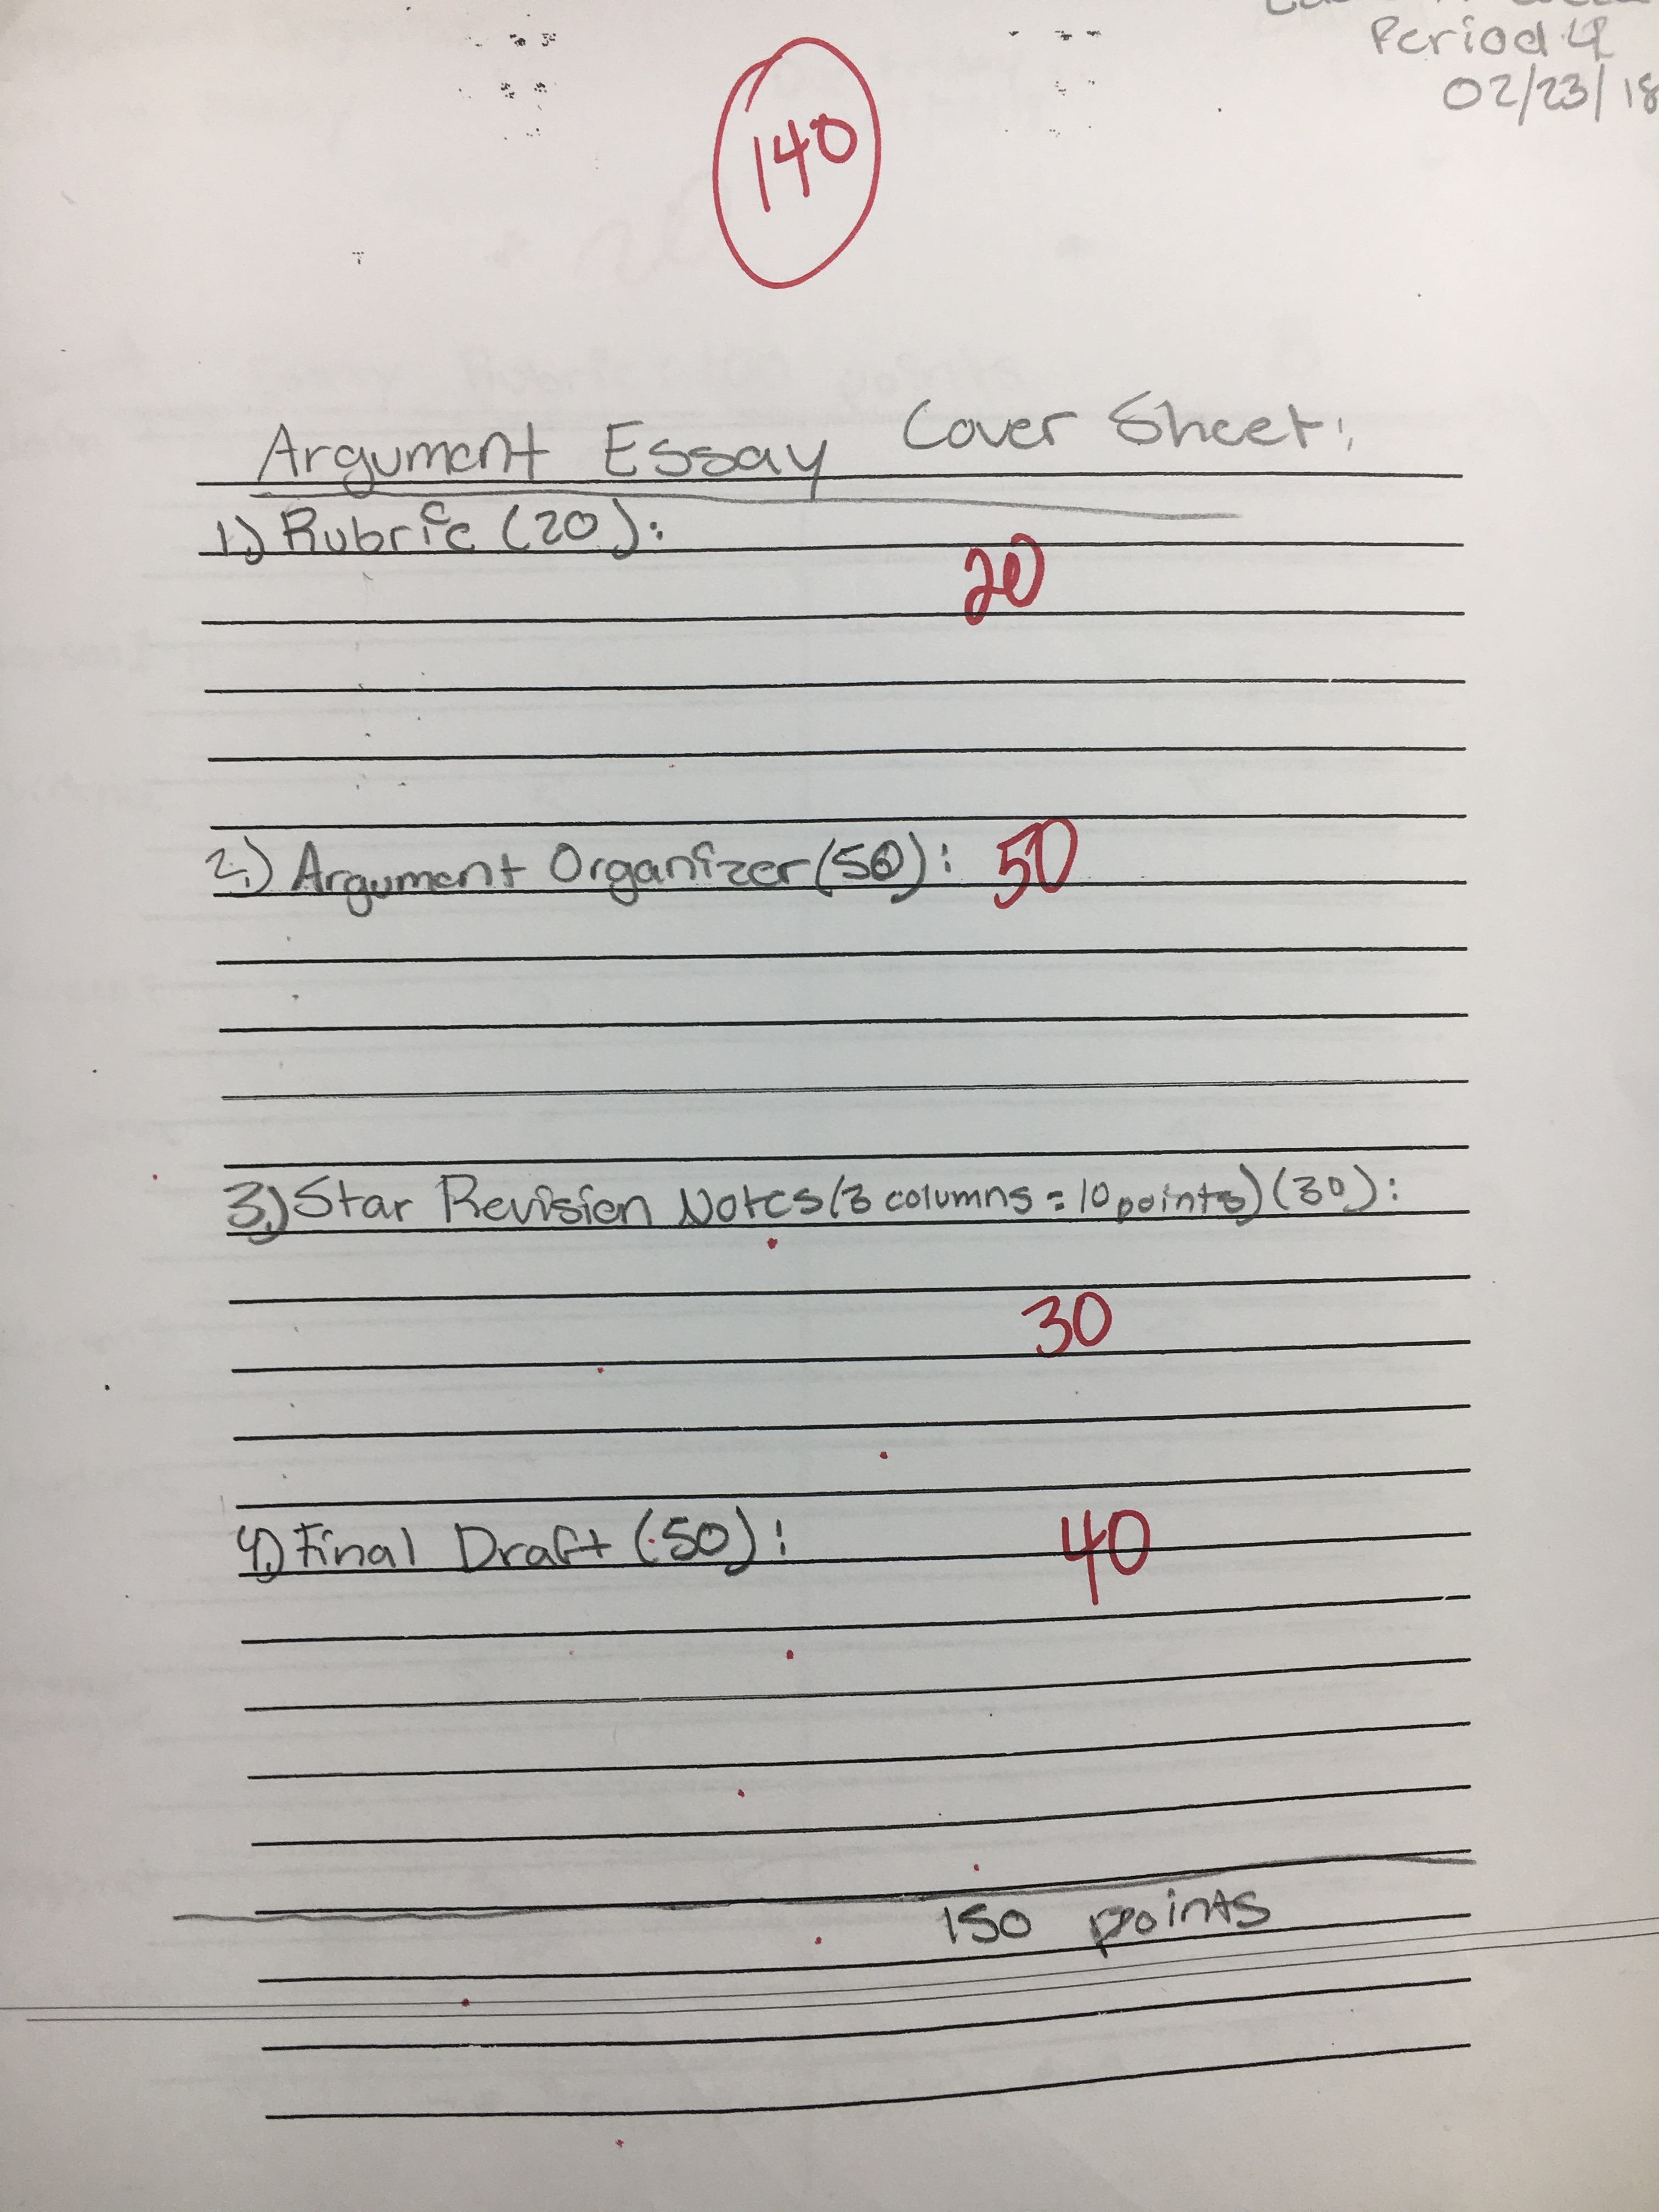 Period 4
02/23/18
140
Argument Essay Cover Sheet:
1.) Rubric (20):
20
2.) Argument Organizer (50): 50
3.) Star Revision Notes (3 columns = 10 points) (30):
30
4.) Final Draft (50): 40
150 points